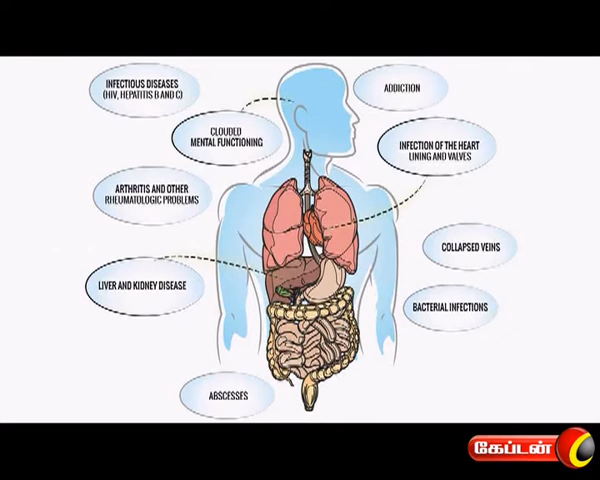 INFECTIOUS DISEASES
(HIV, HEPATITIS B AND C)
ADDICTION
CLOUDED
MENTAL FUNCTIONING
INFECTION OF THE HEART
LINING AND VALVES
ARTHRITIS AND OTHER
RHEUMATOLOGIC PROBLEMS
COLLAPSED VEINS
LIVER AND KIDNEY DISEASE
BACTERIAL INFECTIONS
ABSCESSES
கேப்டன்